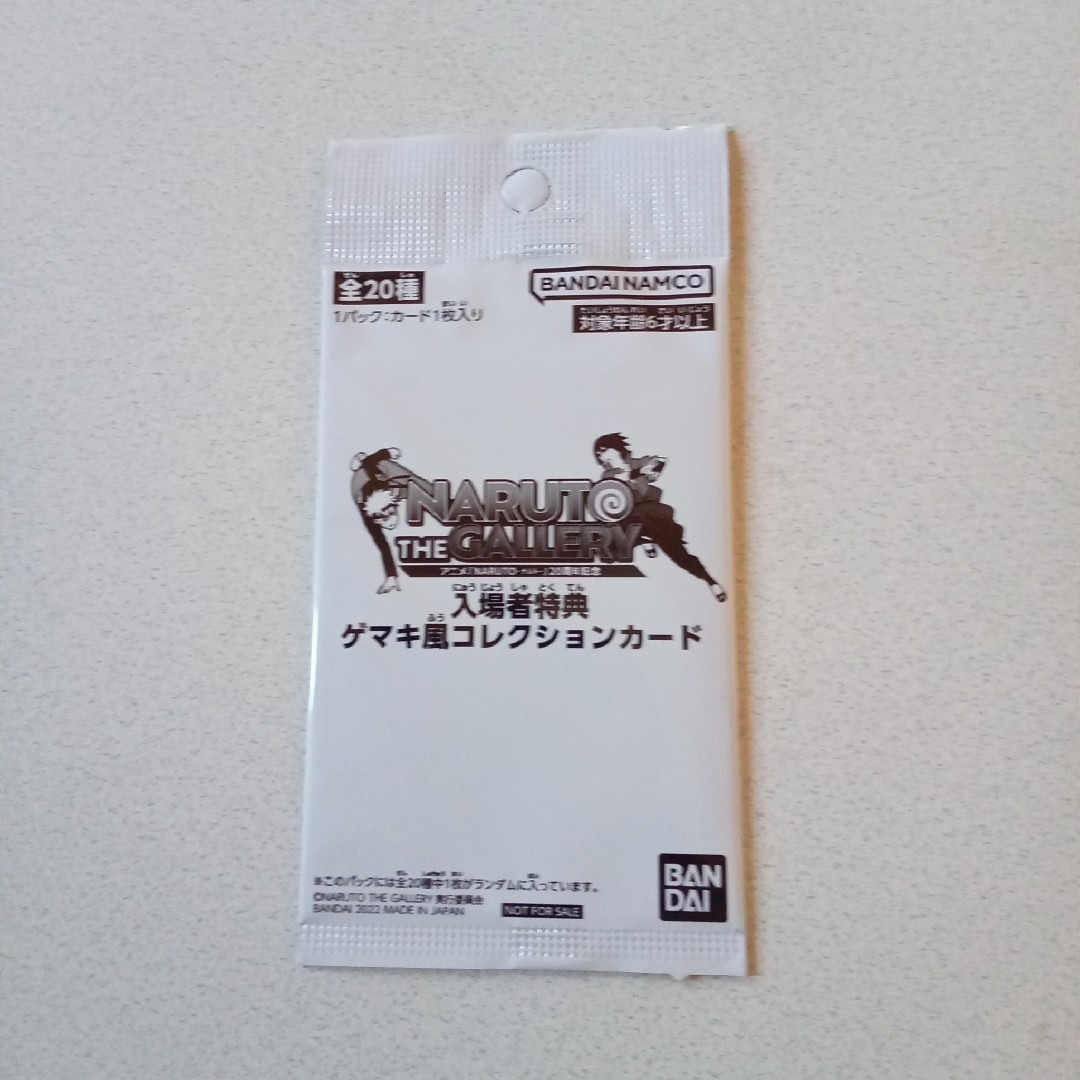 全20種
1パック:カード1枚入り
BANDAI NAMCO
対象年齢6才以上
NARUTO
THE GALLERY
アニメ『NARUTO-ナルト-』20周年記念
入場者特典
ゲマキ風コレクションカード
※このパックには全20種中1枚がランダムに入っています。
©NARUTO THE GALLERY 実行委員会
BANDAI 2022 MADE IN JAPAN
NOT FOR SALE
BAN
DAI